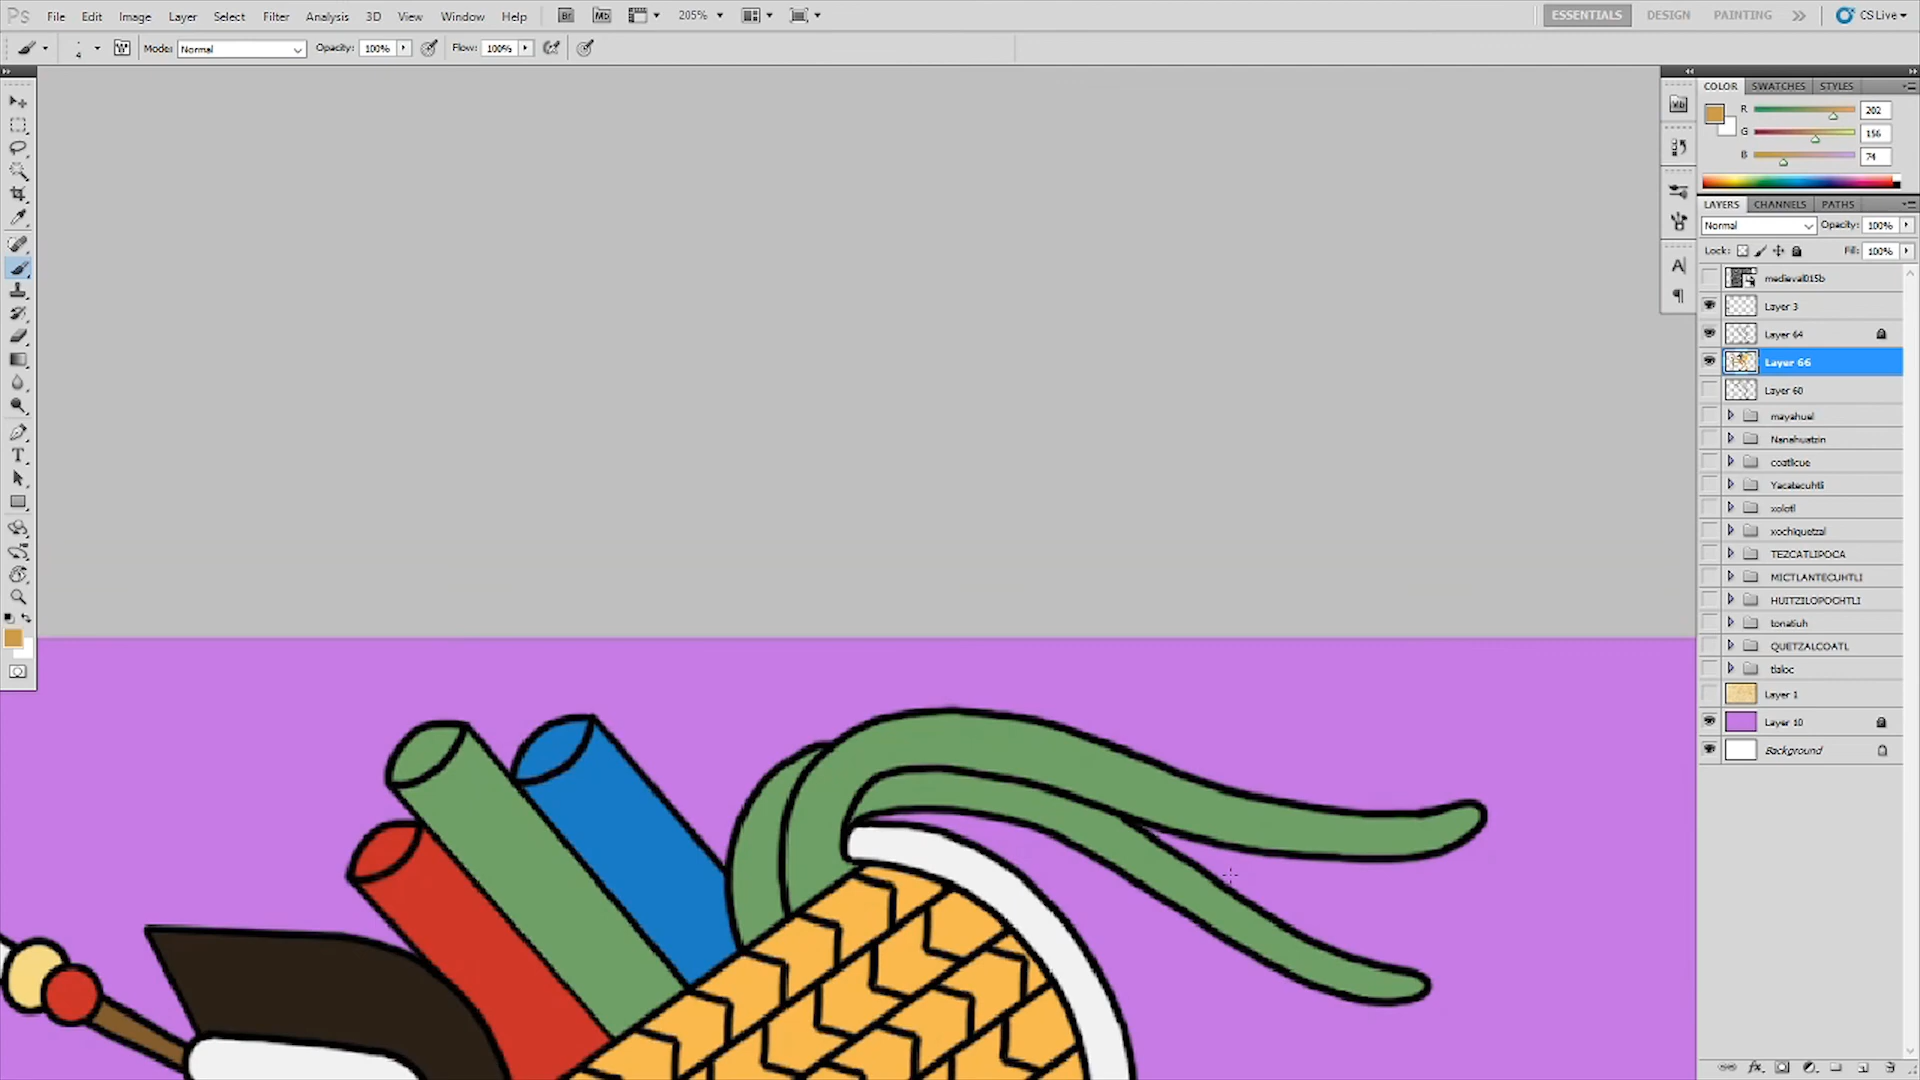 Ps File Edit Image Layer Select Filter Analysis 3D View Window Help Br Mb 205% ESSENTIALS DESIGN PAINTING CS Live
4 Mode: Normal Opacity: 100% Flow: 100%
COLOR SWATCHES STYLES
R 202
G 156
B 74
LAYERS CHANNELS PATHS
Normal Opacity: 100%
Lock: Fill: 100%
medieval015b
Layer 3
Layer 64
Layer 66
Layer 60
mayahuel
Nanahuatzin
coatlicue
Yacatecuhtli
xolotl
xochiquetzal
TEZCATLIPOCA
MICTLANTECUHTLI
HUITZILOPOCHTLI
tonatiuh
QUETZALCOATL
tlaloc
Layer 1
Layer 10
Background